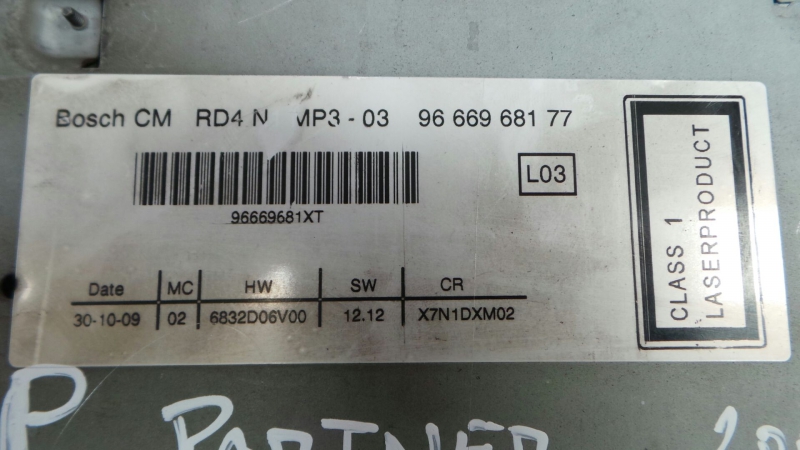 Bosch CM RD4 N MP3 - 03 96 669 681 77
L03
96669681XT
Date MC HW SW CR
30-10-09 02 6832D06V00 12.12 X7N1DXM02
CLASS 1
LASERPRODUCT
P PARTNER